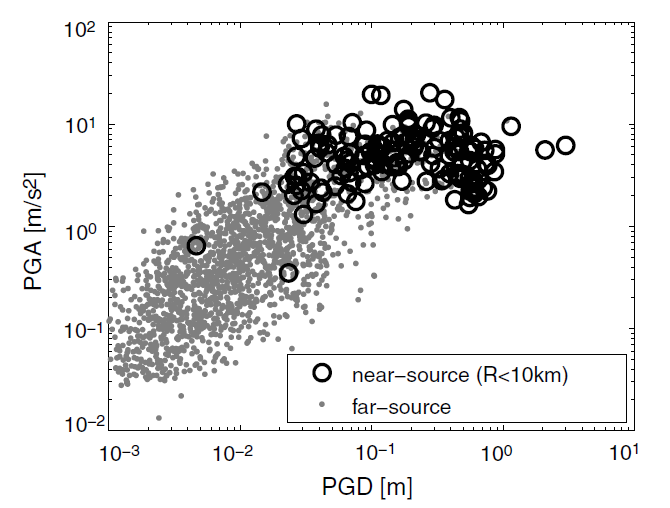 10²
10¹
10⁰
10⁻¹
10⁻²
PGA [m/s²]
near−source (R<10km)
far−source
10⁻³ 10⁻² 10⁻¹ 10⁰ 10¹
PGD [m]